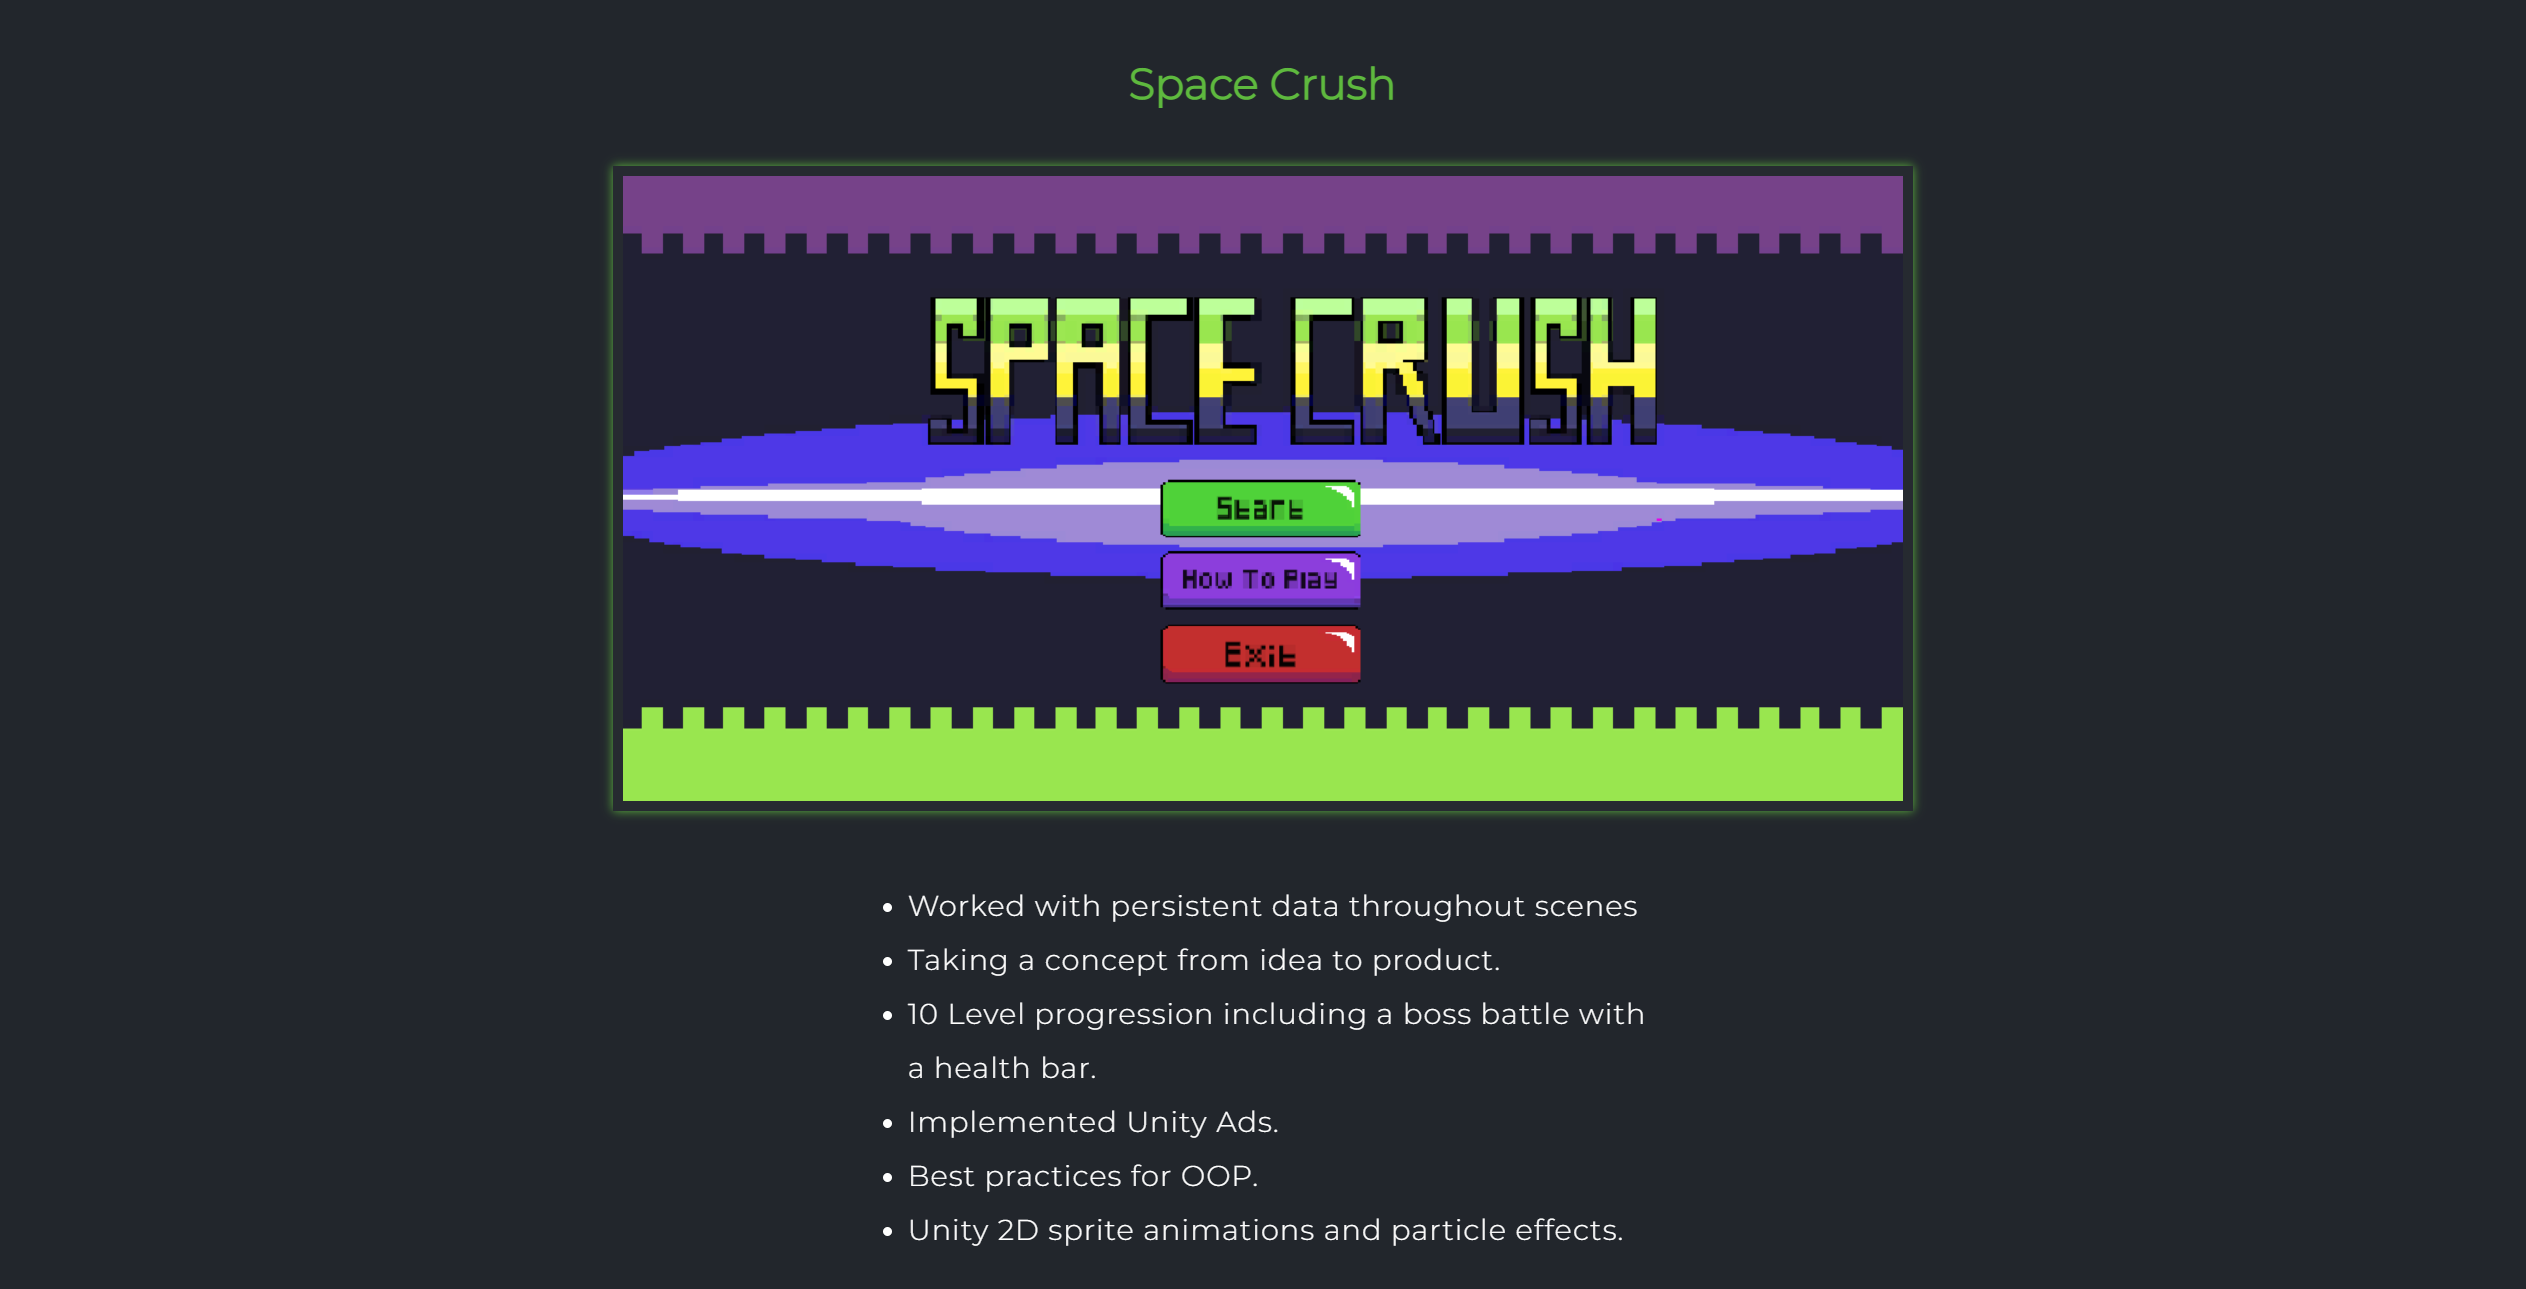 Space Crush
SPACE CRUSH
Start
How To Play
Exit
• Worked with persistent data throughout scenes
• Taking a concept from idea to product.
• 10 Level progression including a boss battle with
a health bar.
• Implemented Unity Ads.
• Best practices for OOP.
• Unity 2D sprite animations and particle effects.